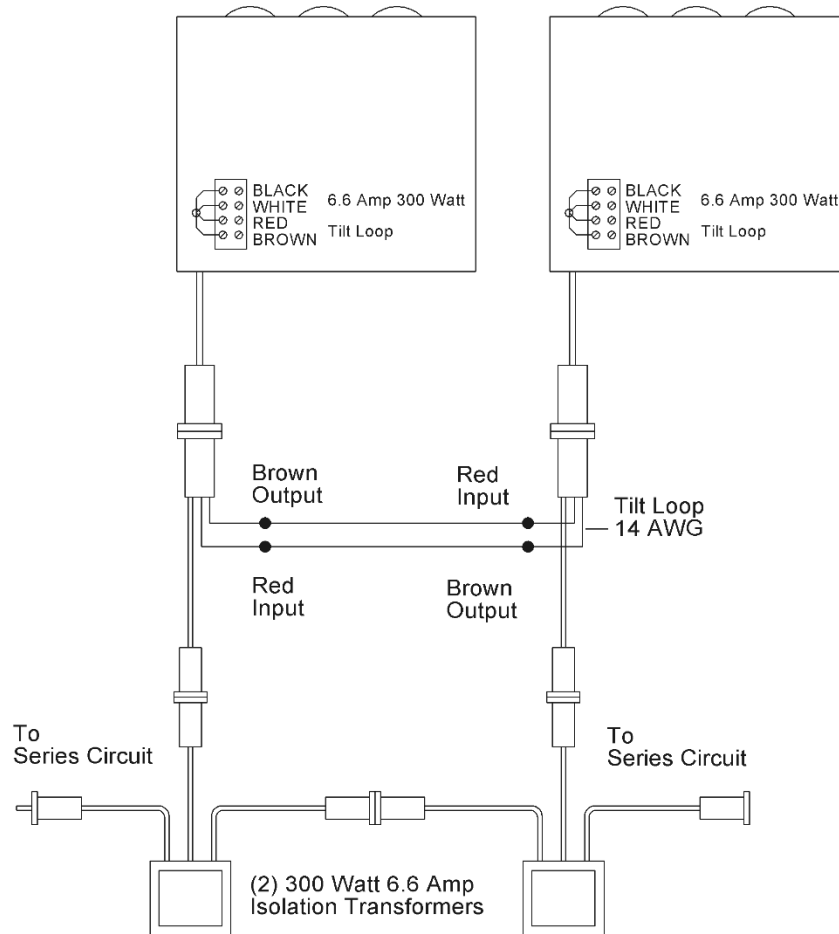 BLACK
WHITE 6.6 Amp 300 Watt
RED
BROWN Tilt Loop
BLACK
WHITE 6.6 Amp 300 Watt
RED
BROWN Tilt Loop
Brown
Output
Red
Input
Tilt Loop
14 AWG
Red
Input
Brown
Output
To
Series Circuit
To
Series Circuit
(2) 300 Watt 6.6 Amp
Isolation Transformers